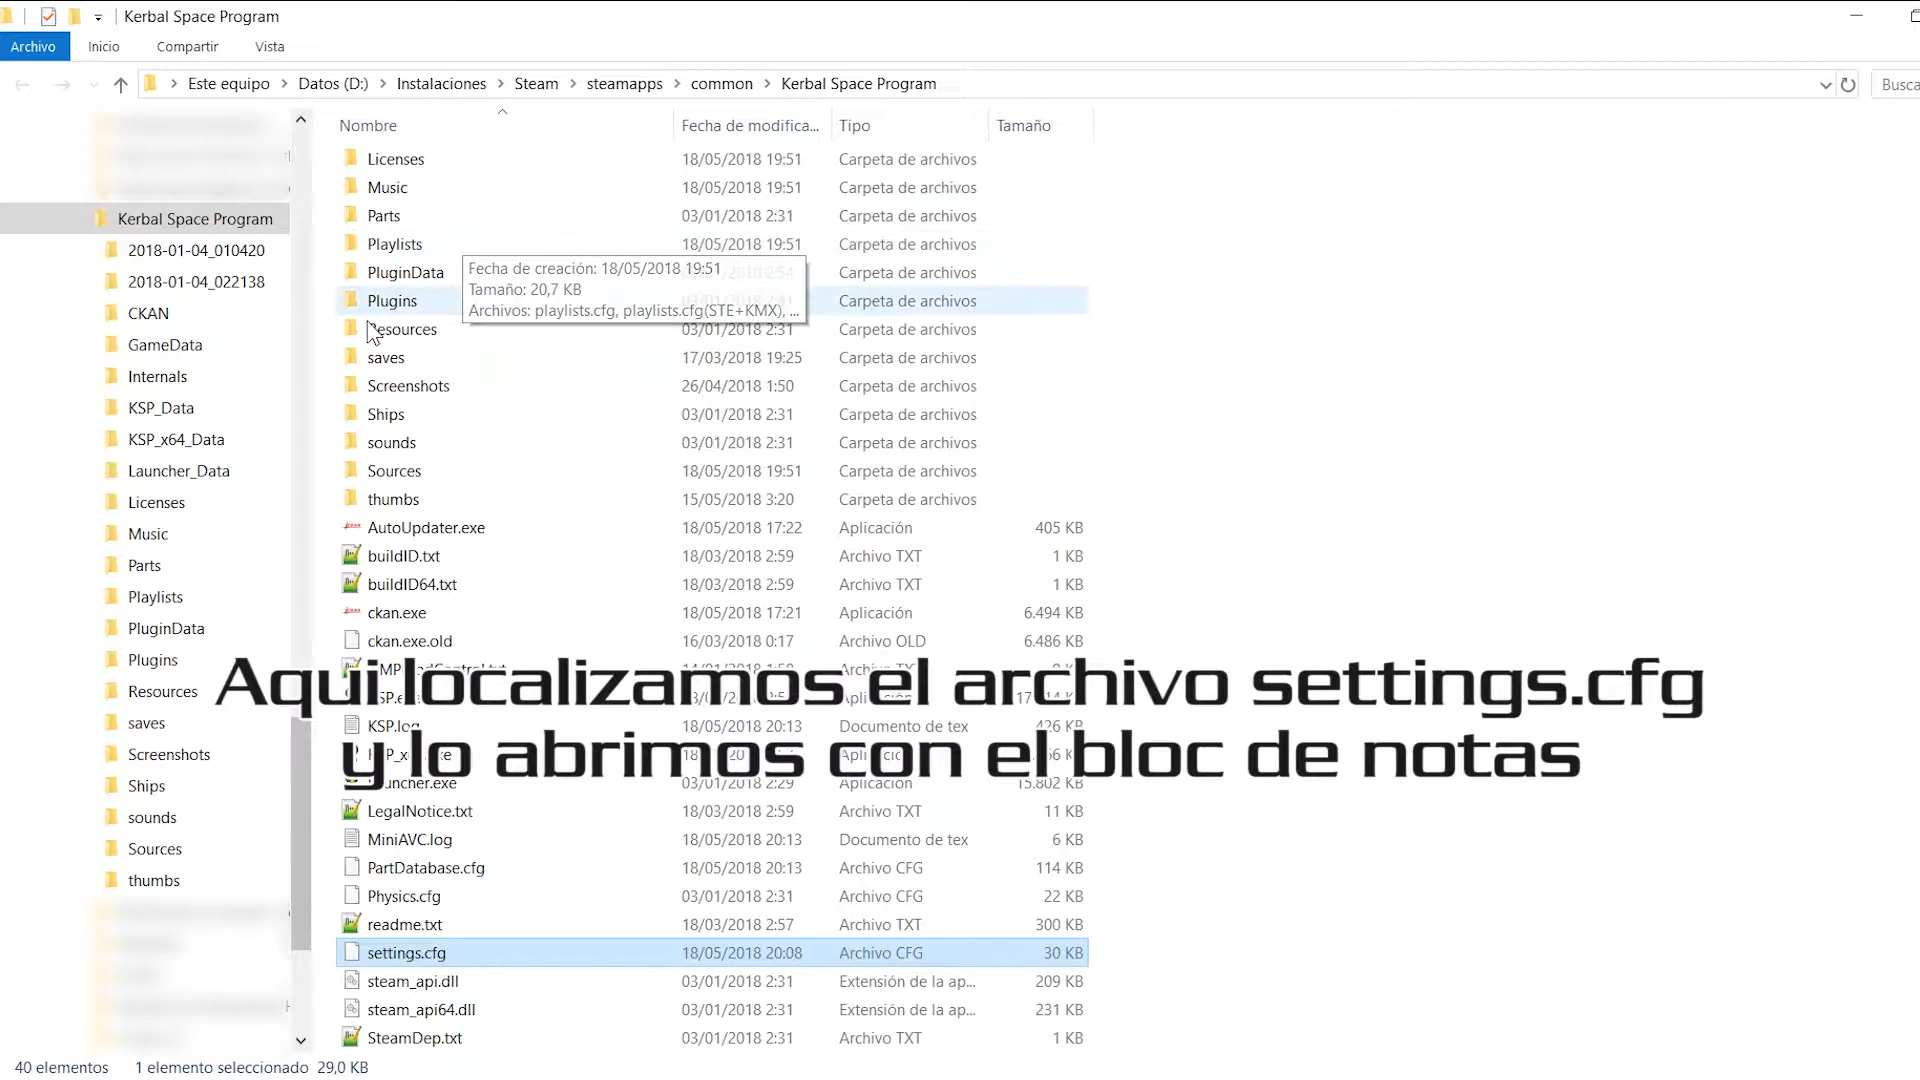 Kerbal Space Program
Archivo Inicio Compartir Vista
Este equipo > Datos (D:) > Instalaciones > Steam > steamapps > common > Kerbal Space Program
Busca
Nombre Fecha de modifica... Tipo Tamaño
Kerbal Space Program
2018-01-04_010420
2018-01-04_022138
CKAN
GameData
Internals
KSP_Data
KSP_x64_Data
Launcher_Data
Licenses
Music
Parts
Playlists
PluginData
Plugins
Resources
saves
Screenshots
Ships
sounds
Sources
thumbs
Licenses 18/05/2018 19:51 Carpeta de archivos
Music 18/05/2018 19:51 Carpeta de archivos
Parts 03/01/2018 2:31 Carpeta de archivos
Playlists 18/05/2018 19:51 Carpeta de archivos
PluginData Carpeta de archivos
Plugins Carpeta de archivos
Fecha de creación: 18/05/2018 19:51
Tamaño: 20,7 KB
Archivos: playlists.cfg, playlists.cfg(STE+KMX), ...
Resources 03/01/2018 2:31 Carpeta de archivos
saves 17/03/2018 19:25 Carpeta de archivos
Screenshots 26/04/2018 1:50 Carpeta de archivos
Ships 03/01/2018 2:31 Carpeta de archivos
sounds 03/01/2018 2:31 Carpeta de archivos
Sources 18/05/2018 19:51 Carpeta de archivos
thumbs 15/05/2018 3:20 Carpeta de archivos
AutoUpdater.exe 18/05/2018 17:22 Aplicación 405 KB
buildID.txt 18/03/2018 2:59 Archivo TXT 1 KB
buildID64.txt 18/03/2018 2:59 Archivo TXT 1 KB
ckan.exe 18/05/2018 17:21 Aplicación 6.494 KB
ckan.exe.old 16/03/2018 0:17 Archivo OLD 6.486 KB
Aqui localizamos el archivo settings.cfg
y lo abrimos con el bloc de notas
KSP.log 18/05/2018 20:13 Documento de tex 426 KB
03/01/2018 2:29 Aplicación 15.802 KB
LegalNotice.txt 18/03/2018 2:59 Archivo TXT 11 KB
MiniAVC.log 18/05/2018 20:13 Documento de tex 6 KB
PartDatabase.cfg 18/05/2018 20:13 Archivo CFG 114 KB
Physics.cfg 03/01/2018 2:31 Archivo CFG 22 KB
readme.txt 18/03/2018 2:57 Archivo TXT 300 KB
settings.cfg 18/05/2018 20:08 Archivo CFG 30 KB
steam_api.dll 03/01/2018 2:31 Extensión de la ap... 209 KB
steam_api64.dll 03/01/2018 2:31 Extensión de la ap... 231 KB
SteamDep.txt 03/01/2018 2:31 Archivo TXT 1 KB
40 elementos 1 elemento seleccionado 29,0 KB